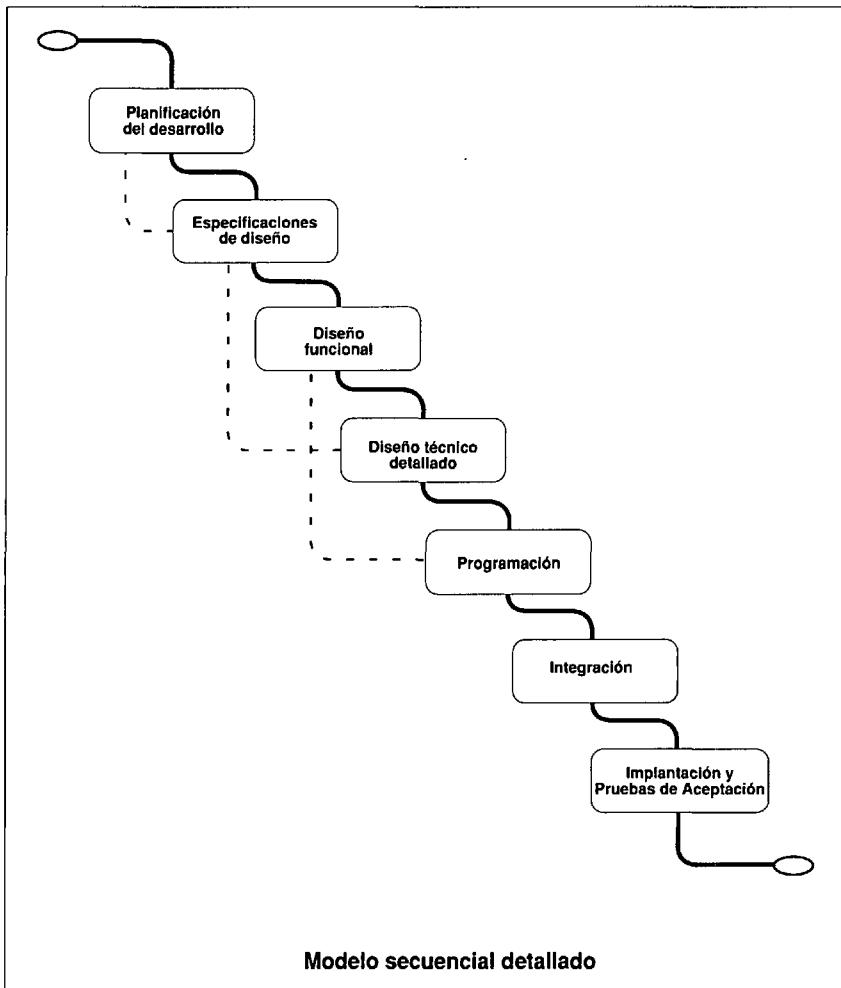 Planificación
del desarrollo
Especificaciones
de diseño
Diseño
funcional
Diseño técnico
detallado
Programación
Integración
Implantación y
Pruebas de Aceptación
Modelo secuencial detallado